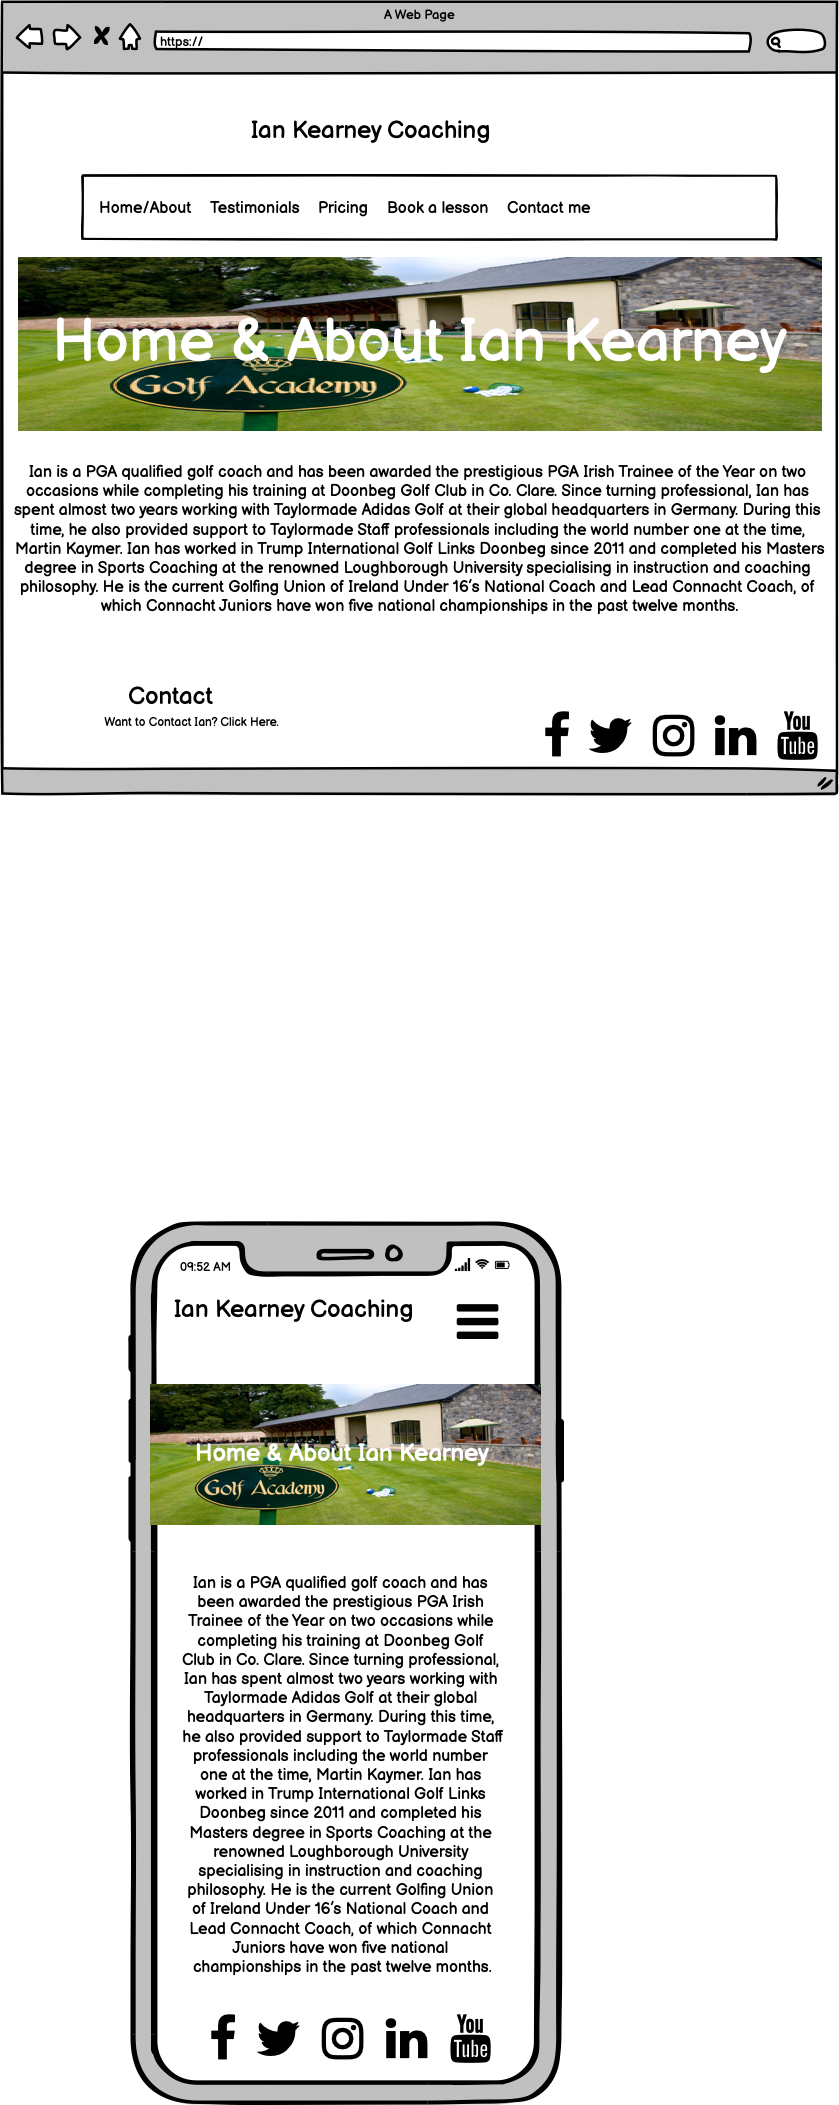 A Web Page
https://
Ian Kearney Coaching
Home/About Testimonials Pricing Book a lesson Contact me
Home & About Ian Kearney
Golf Academy
Ian is a PGA qualified golf coach and has been awarded the prestigious PGA Irish Trainee of the Year on two
occasions while completing his training at Doonbeg Golf Club in Co. Clare. Since turning professional, Ian has
spent almost two years working with Taylormade Adidas Golf at their global headquarters in Germany. During this
time, he also provided support to Taylormade Staff professionals including the world number one at the time,
Martin Kaymer. Ian has worked in Trump International Golf Links Doonbeg since 2011 and completed his Masters
degree in Sports Coaching at the renowned Loughborough University specialising in instruction and coaching
philosophy. He is the current Golfing Union of Ireland Under 16's National Coach and Lead Connacht Coach, of
which Connacht Juniors have won five national championships in the past twelve months.
Contact
Want to Contact Ian? Click Here.
You
Tube
09:52 AM
Ian Kearney Coaching
Home & About Ian Kearney
Golf Academy
Ian is a PGA qualified golf coach and has
been awarded the prestigious PGA Irish
Trainee of the Year on two occasions while
completing his training at Doonbeg Golf
Club in Co. Clare. Since turning professional,
Ian has spent almost two years working with
Taylormade Adidas Golf at their global
headquarters in Germany. During this time,
he also provided support to Taylormade Staff
professionals including the world number
one at the time, Martin Kaymer. Ian has
worked in Trump International Golf Links
Doonbeg since 2011 and completed his
Masters degree in Sports Coaching at the
renowned Loughborough University
specialising in instruction and coaching
philosophy. He is the current Golfing Union
of Ireland Under 16's National Coach and
Lead Connacht Coach, of which Connacht
Juniors have won five national
championships in the past twelve months.
You
Tube